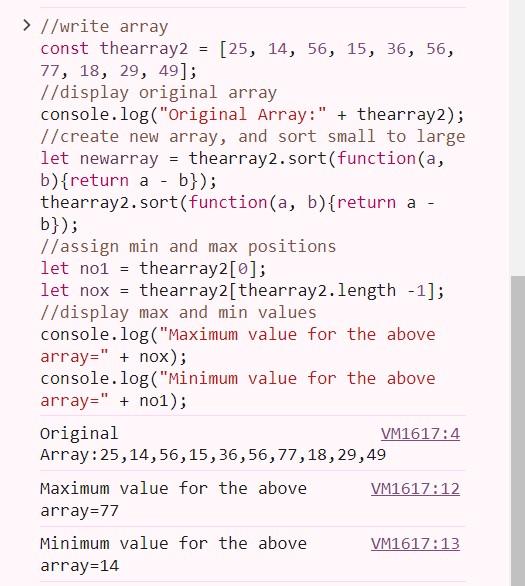 //write array
const thearray2 = [25, 14, 56, 15, 36, 56,
77, 18, 29, 49];
//display original array
console.log("Original Array:" + thearray2);
//create new array, and sort small to large
let newarray = thearray2.sort(function(a,
b){return a - b});
thearray2.sort(function(a, b){return a -
b});
//assign min and max positions
let no1 = thearray2[0];
let nox = thearray2[thearray2.length -1];
//display max and min values
console.log("Maximum value for the above
array=" + nox);
console.log("Minimum value for the above
array=" + no1);
Original VM1617:4
Array:25,14,56,15,36,56,77,18,29,49
Maximum value for the above VM1617:12
array=77
Minimum value for the above VM1617:13
array=14